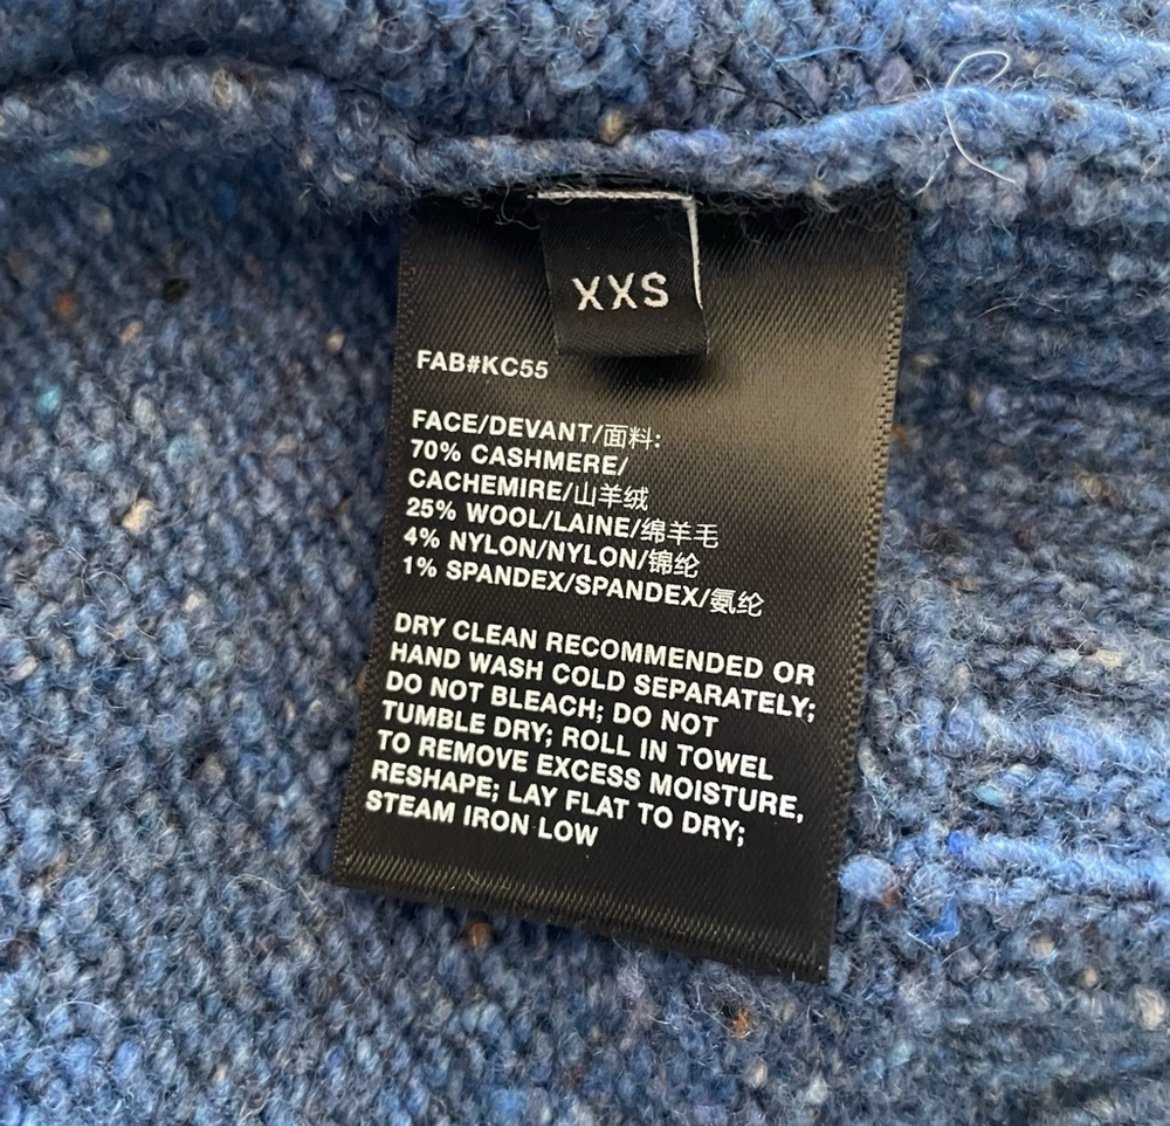 XXS
FAB#KC55
FACE/DEVANT/面料:
70% CASHMERE/
CACHEMIRE/山羊绒
25% WOOL/LAINE/绵羊毛
4% NYLON/NYLON/锦纶
1% SPANDEX/SPANDEX/氨纶
DRY CLEAN RECOMMENDED OR
HAND WASH COLD SEPARATELY;
DO NOT BLEACH; DO NOT
TUMBLE DRY; ROLL IN TOWEL
TO REMOVE EXCESS MOISTURE,
RESHAPE; LAY FLAT TO DRY;
STEAM IRON LOW